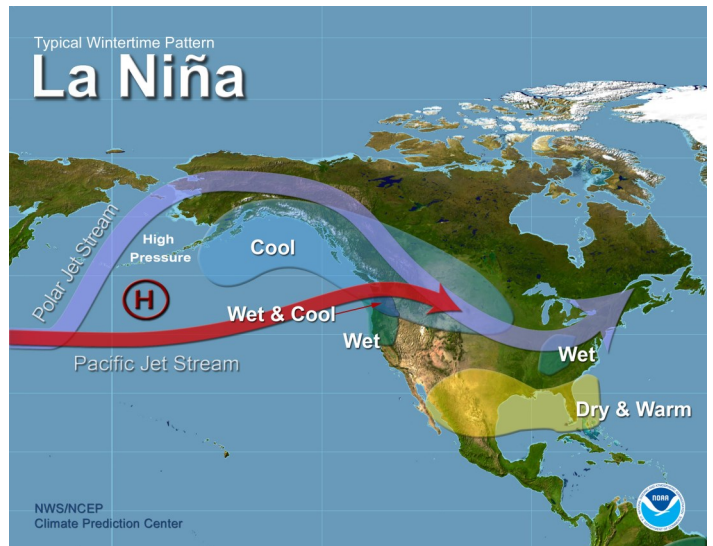 Typical Wintertime Pattern
La Niña
Polar Jet Stream
High
Pressure
H
Cool
Wet & Cool
Wet
Pacific Jet Stream
Wet
Dry & Warm
NWS/NCEP
Climate Prediction Center
NOAA